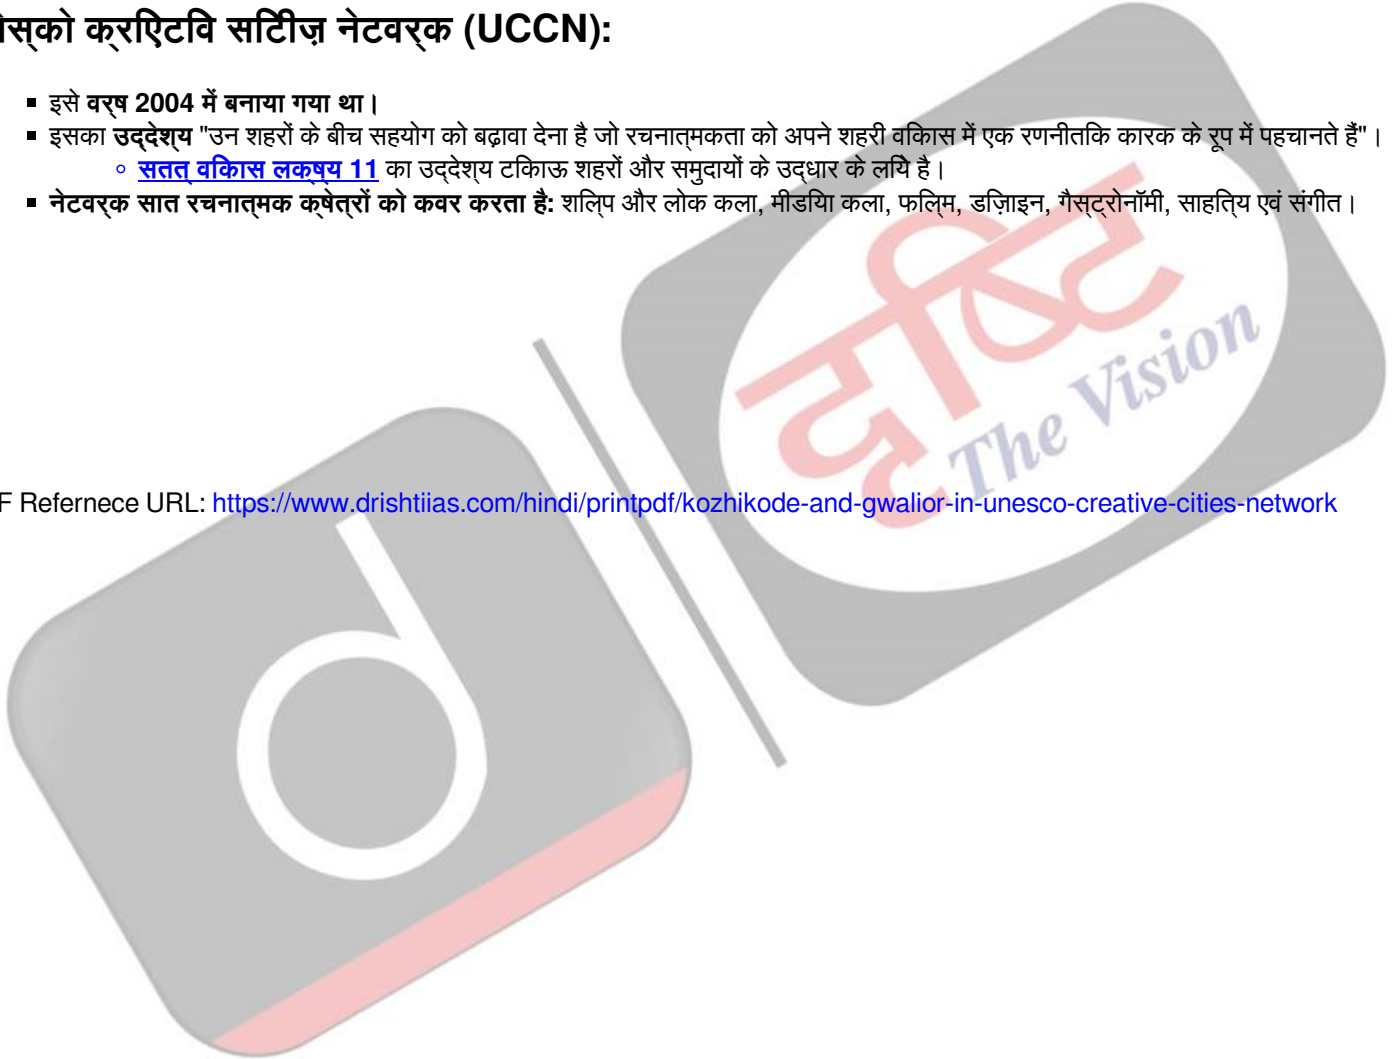 स्को क्रिएटिव सिटीज़ नेटवर्क (UCCN):
इसे वर्ष 2004 में बनाया गया था।
इसका उद्देश्य "उन शहरों के बीच सहयोग को बढ़ावा देना है जो रचनात्मकता को अपने शहरी विकास में एक रणनीतिक कारक के रूप में पहचानते हैं"।
सतत् विकास लक्ष्य 11 का उद्देश्य टिकाऊ शहरों और समुदायों के उद्धार के लिये है।
नेटवर्क सात रचनात्मक क्षेत्रों को कवर करता है: शिल्प और लोक कला, मीडिया कला, फिल्म, डिज़ाइन, गैस्ट्रोनॉमी, साहित्य एवं संगीत।
दृष्टि
The Vision
F Refernece URL: https://www.drishtiias.com/hindi/printpdf/kozhikode-and-gwalior-in-unesco-creative-cities-network
d